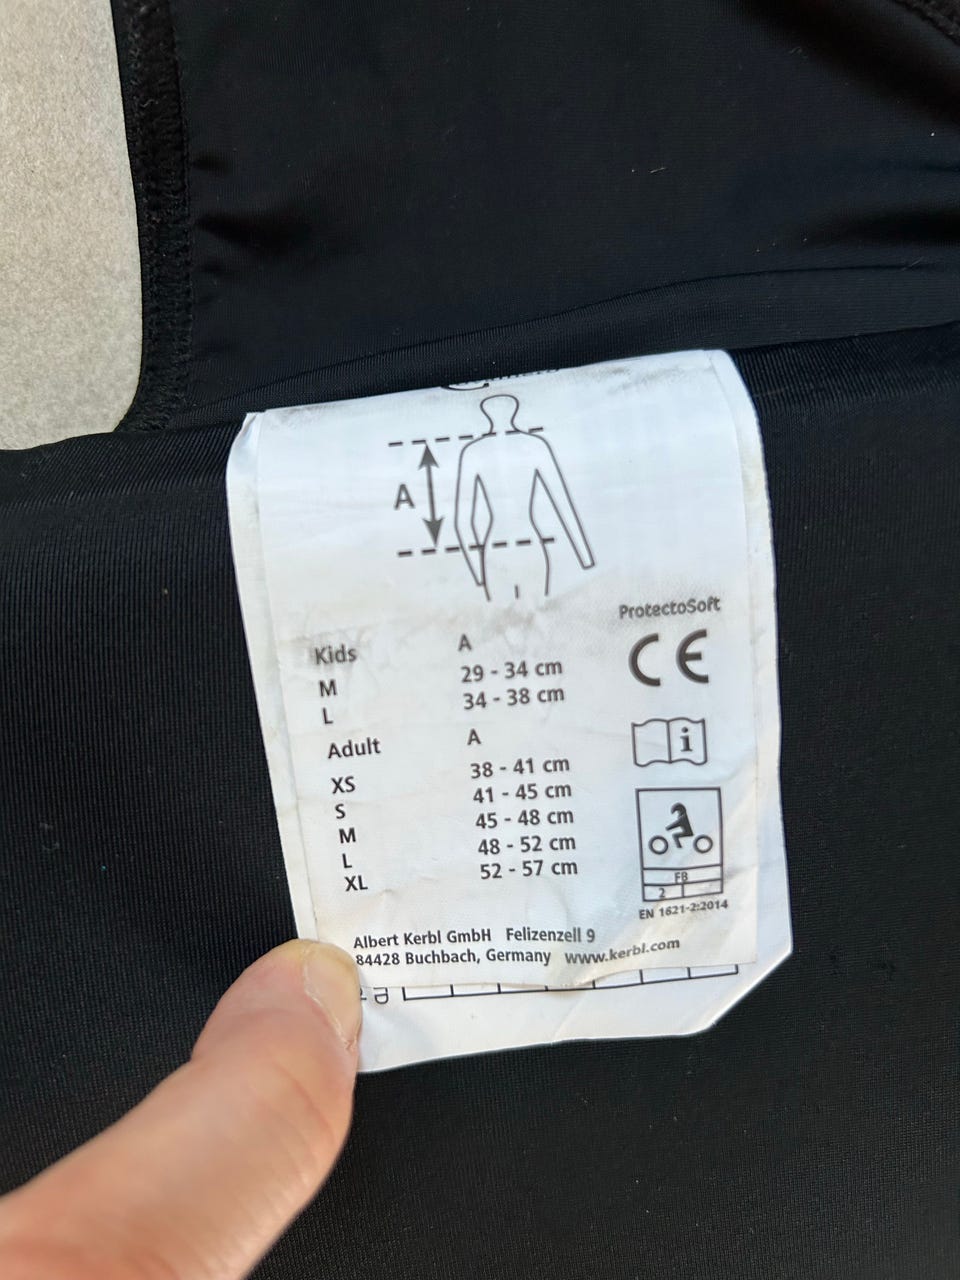 A
ProtectoSoft
CE
Kids A
M 29 - 34 cm
L 34 - 38 cm
Adult A
XS 38 - 41 cm
S 41 - 45 cm
M 45 - 48 cm
L 48 - 52 cm
XL 52 - 57 cm
i
FB
2
EN 1621-2:2014
Albert Kerbl GmbH Felizenzell 9
84428 Buchbach, Germany www.kerbl.com